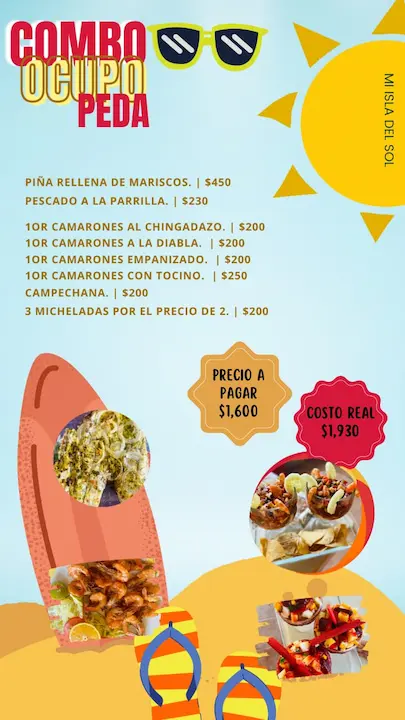 COMBO
OCUPO
PEDA
MI ISLA DEL SOL
PIÑA RELLENA DE MARISCOS. | $450
PESCADO A LA PARRILLA. | $230
1OR CAMARONES AL CHINGADAZO. | $200
1OR CAMARONES A LA DIABLA. | $200
1OR CAMARONES EMPANIZADO. | $200
1OR CAMARONES CON TOCINO. | $250
CAMPECHANA. | $200
3 MICHELADAS POR EL PRECIO DE 2. | $200
PRECIO A
PAGAR
$1,600
COSTO REAL
$1,930